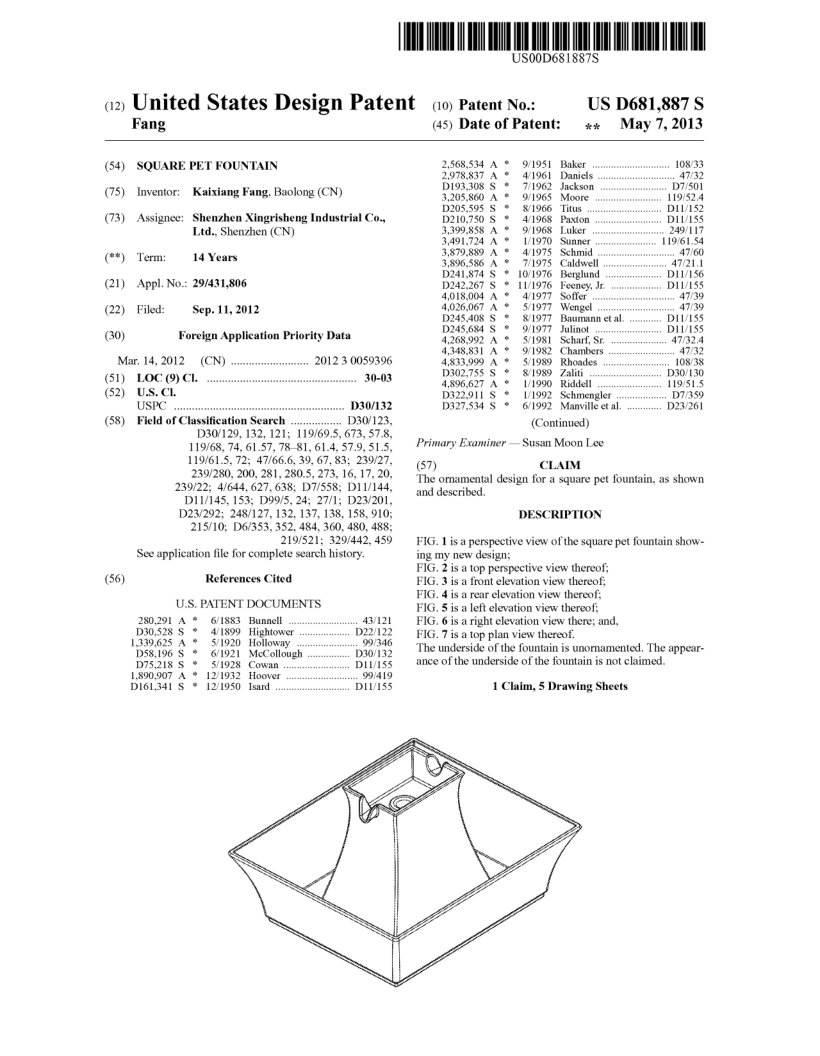 US00D681887S
(12) United States Design Patent
Fang
(10) Patent No.: US D681,887 S
(45) Date of Patent: ** May 7, 2013
(54) SQUARE PET FOUNTAIN
(75) Inventor: Kaixiang Fang, Baolong (CN)
(73) Assignee: Shenzhen Xingrisheng Industrial Co.,
Ltd., Shenzhen (CN)
(**) Term: 14 Years
(21) Appl. No.: 29/431,806
(22) Filed: Sep. 11, 2012
(30) Foreign Application Priority Data
Mar. 14, 2012 (CN) ........................ 2012 3 0059396
(51) LOC (9) Cl. ................................................ 30-03
(52) U.S. Cl.
USPC ...................................................... D30/132
(58) Field of Classification Search ................ D30/123,
D30/129, 132, 121; 119/69.5, 673, 57.8,
119/68, 74, 61.57, 78–81, 61.4, 57.9, 51.5,
119/61.5, 72; 47/66.6, 39, 67, 83; 239/27,
239/280, 200, 281, 280.5, 273, 16, 17, 20,
239/22; 4/644, 627, 638; D7/558; D11/144,
D11/145, 153; D99/5, 24; 27/1; D23/201,
D23/292; 248/127, 132, 137, 138, 158, 910;
215/10; D6/353, 352, 484, 360, 480, 488;
219/521; 329/442, 459
See application file for complete search history.
(56) References Cited
U.S. PATENT DOCUMENTS
280,291 A * 6/1883 Bunnell .......................... 43/121
D30,528 S * 4/1899 Hightower ................... D22/122
1,339,625 A * 5/1920 Holloway ....................... 99/346
D58,196 S * 6/1921 McCollough ................ D30/132
D75,218 S * 5/1928 Cowan ......................... D11/155
1,890,907 A * 12/1932 Hoover ........................... 99/419
D161,341 S * 12/1950 Isard ............................ D11/155
2,568,534 A * 9/1951 Baker ............................. 108/33
2,978,837 A * 4/1961 Daniels ............................ 47/32
D193,308 S * 7/1962 Jackson ......................... D7/501
3,205,860 A * 9/1965 Moore ......................... 119/52.4
D205,595 S * 8/1966 Titus ............................ D11/152
D210,750 S * 4/1968 Paxton ......................... D11/155
3,399,858 A * 9/1968 Luker ........................... 249/117
3,491,724 A * 1/1970 Sunner ....................... 119/61.54
3,879,889 A * 4/1975 Schmid ............................ 47/60
3,896,586 A * 7/1975 Caldwell ........................ 47/21.1
D241,874 S * 10/1976 Berglund ..................... D11/156
D242,267 S * 11/1976 Feeney, Jr. ................... D11/155
4,018,004 A * 4/1977 Soffer ............................... 47/39
4,026,067 A * 5/1977 Wengel ............................. 47/39
D245,408 S * 8/1977 Baumann et al. ............ D11/155
D245,684 S * 9/1977 Julinot ......................... D11/155
4,268,992 A * 5/1981 Scharf, Sr. ..................... 47/32.4
4,348,831 A * 9/1982 Chambers ........................ 47/32
4,833,999 A * 5/1989 Rhoades ......................... 108/38
D302,755 S * 8/1989 Zaliti ........................... D30/130
4,896,627 A * 1/1990 Riddell ........................ 119/51.5
D322,911 S * 1/1992 Schmengler ................... D7/359
D327,534 S * 6/1992 Manville et al. ............. D23/261
(Continued)
Primary Examiner — Susan Moon Lee
(57) CLAIM
The ornamental design for a square pet fountain, as shown
and described.
DESCRIPTION
FIG. 1 is a perspective view of the square pet fountain show-
ing my new design;
FIG. 2 is a top perspective view thereof;
FIG. 3 is a front elevation view thereof;
FIG. 4 is a rear elevation view thereof;
FIG. 5 is a left elevation view thereof;
FIG. 6 is a right elevation view there; and,
FIG. 7 is a top plan view thereof.
The underside of the fountain is unornamented. The appear-
ance of the underside of the fountain is not claimed.
1 Claim, 5 Drawing Sheets